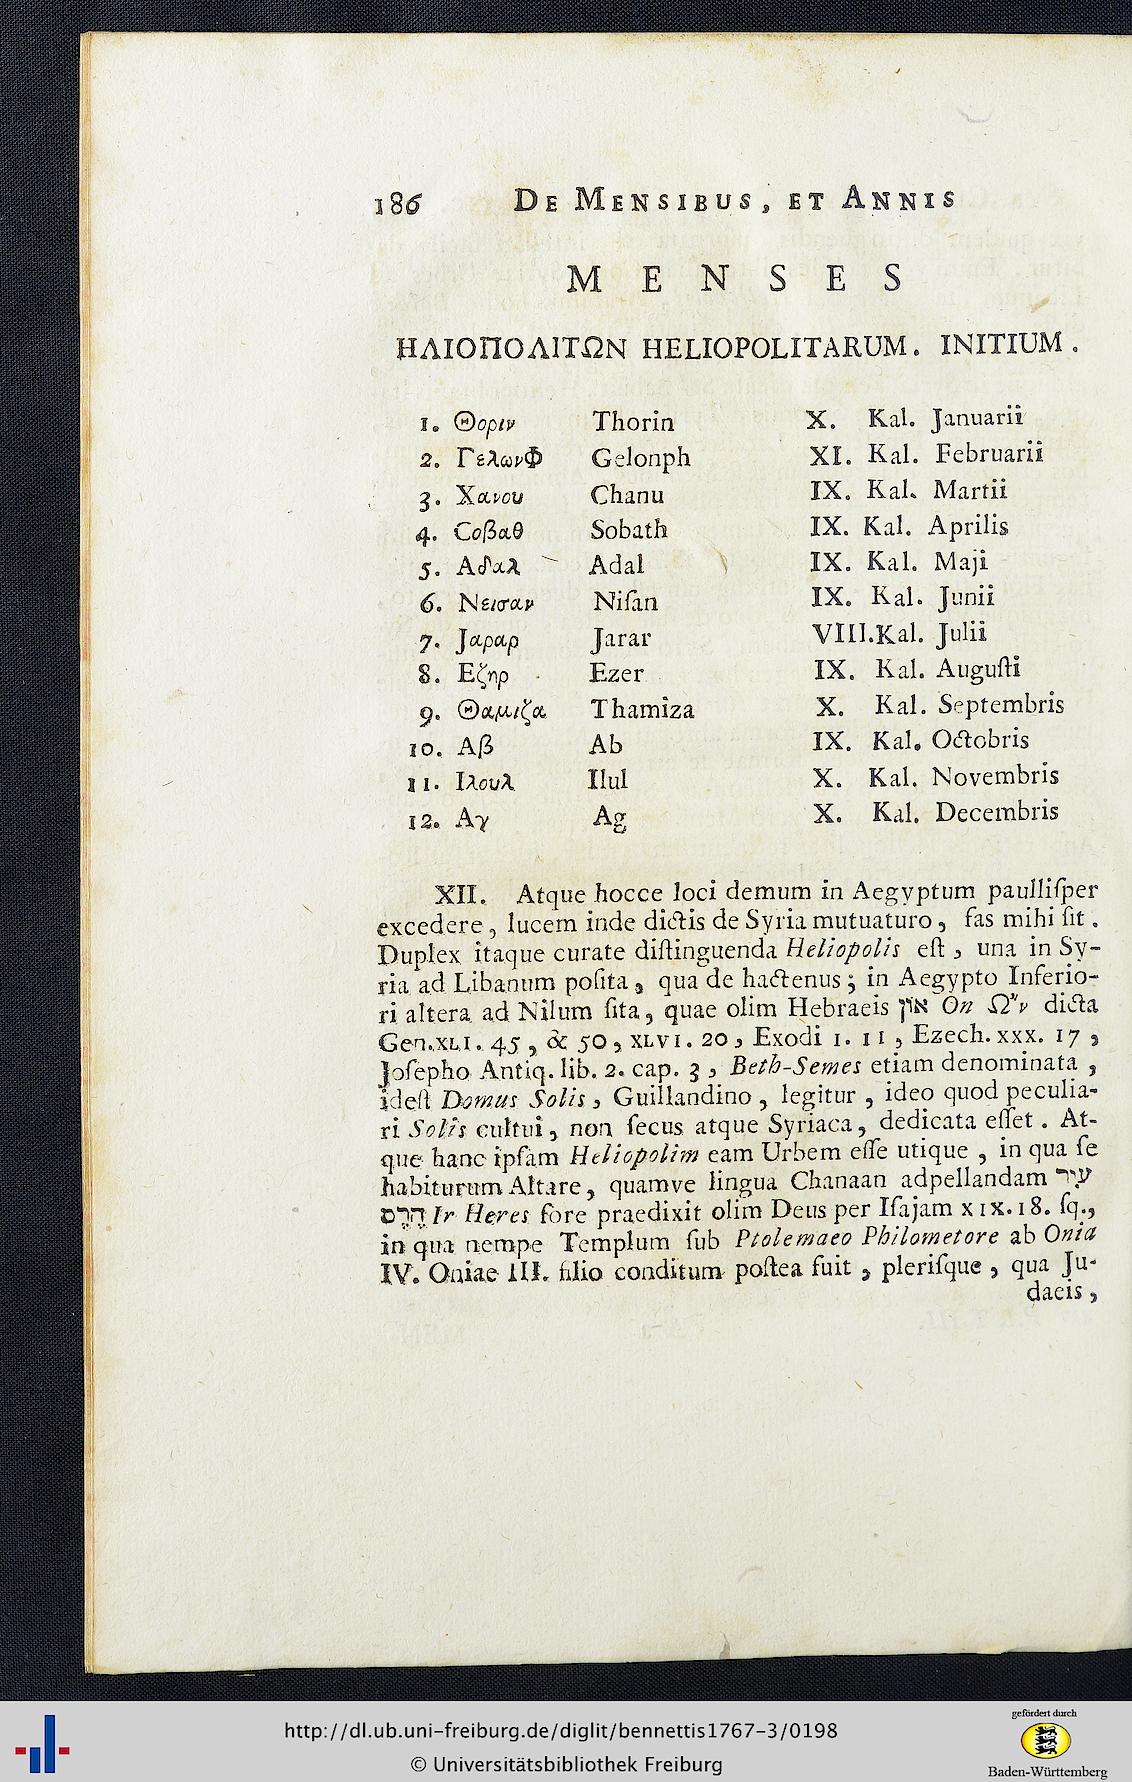 186 De Mensibus, et Annis
MENSES
ΗΛΙΟΠΟΛΙΤΩΝ HELIOPOLITARUM. INITIUM.
1. Θοριν Thorin X. Kal. Januarii
2. ΓελωνΦ Gelonph XI. Kal. Februarii
3. Χανου Chanu IX. Kal. Martii
4. Ϲοβαθ Sobath IX. Kal. Aprilis
5. Αδαλ Adal IX. Kal. Maji
6. Νεισαν Niſan IX. Kal. Junii
7. Jαραρ Jarar VIII.Kal. Julii
8. Εζηρ Ezer IX. Kal. Auguſti
9. Θαμιζα Thamiza X. Kal. Septembris
10. Αβ Ab IX. Kal. Octobris
11. Ιλουλ Ilul X. Kal. Novembris
12. Αγ Ag X. Kal. Decembris
XII. Atque hocce loci demum in Aegyptum paulliſper
excedere, lucem inde dictis de Syria mutuaturo, fas mihi ſit.
Duplex itaque curate diſtinguenda Heliopolis eſt, una in Sy-
ria ad Libanum poſita, qua de hactenus; in Aegypto Inferio-
ri altera ad Nilum ſita, quae olim Hebraeis אוֹן On Ὢν dicta
Gen.XLI. 45, & 50, XLVI. 20, Exodi I. 11, Ezech. XXX. 17,
Joſepho Antiq. lib. 2. cap. 3, Beth-Semes etiam denominata,
ideſt Domus Solis, Guillandino, legitur, ideo quod peculia-
ri Solis cultui, non ſecus atque Syriaca, dedicata eſſet. At-
que hanc ipſam Heliopolim eam Urbem eſſe utique, in qua ſe
habiturum Altare, quamve lingua Chanaan adpellandam עיר
הֶרֶס Ir Heres fore praedixit olim Deus per Iſajam XIX. 18. ſq.,
in qua nempe Templum ſub Ptolemaeo Philometore ab Onia
IV. Oniae III. filio conditum poſtea fuit, pleriſque, qua Ju-
daeis,
http://dl.ub.uni-freiburg.de/diglit/bennettis1767-3/0198
© Universitätsbibliothek Freiburg
gefördert durch
Baden-Württemberg